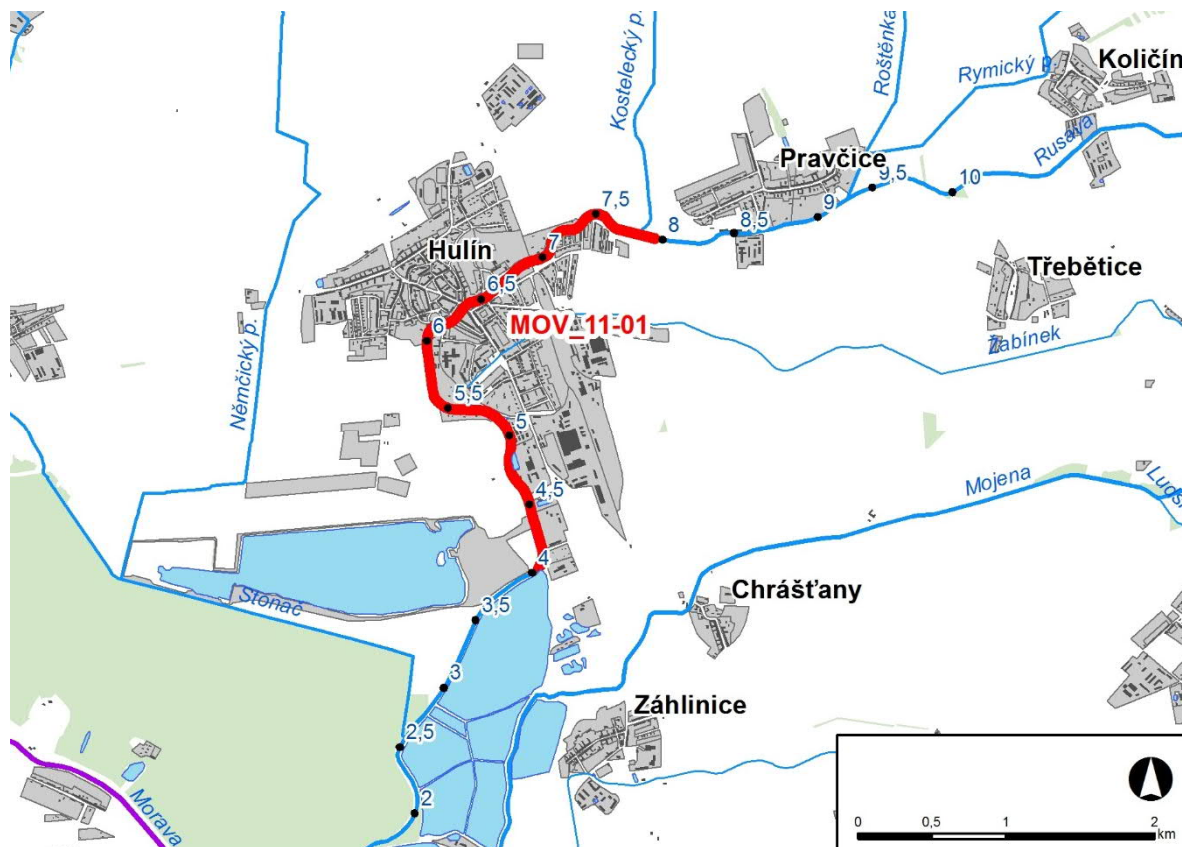 Kostelecký p.
Roštěnka
Rymický p.
Količín
Rusava
Pravčice
9,5
10
9
8,5
8
7,5
7
Hulín
6,5
MOV_11-01
6
Třebětice
Žabínek
Němčický p.
5,5
5
4,5
Mojena
4
Stonač
3,5
Chrášťany
3
Záhlinice
2,5
2
Morava
0 0,5 1 2
km